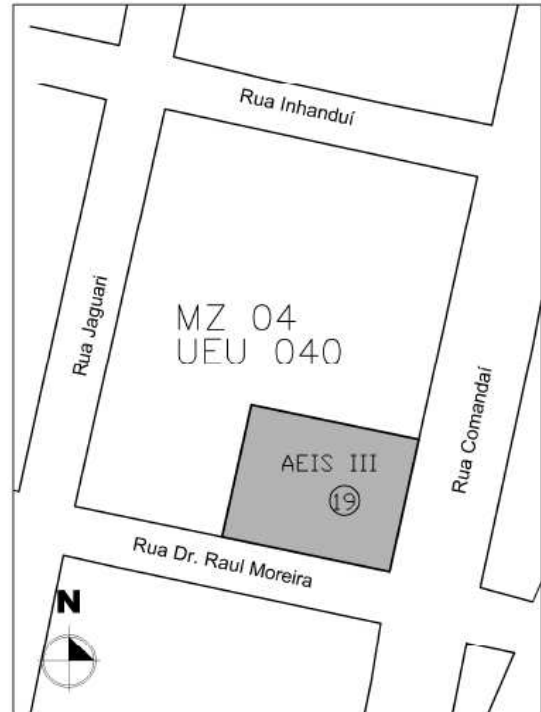 Rua Inhanduí
Rua Jaguari
MZ 04
UEU 040
Rua Comandaí
AEIS III
19
Rua Dr. Raul Moreira
N